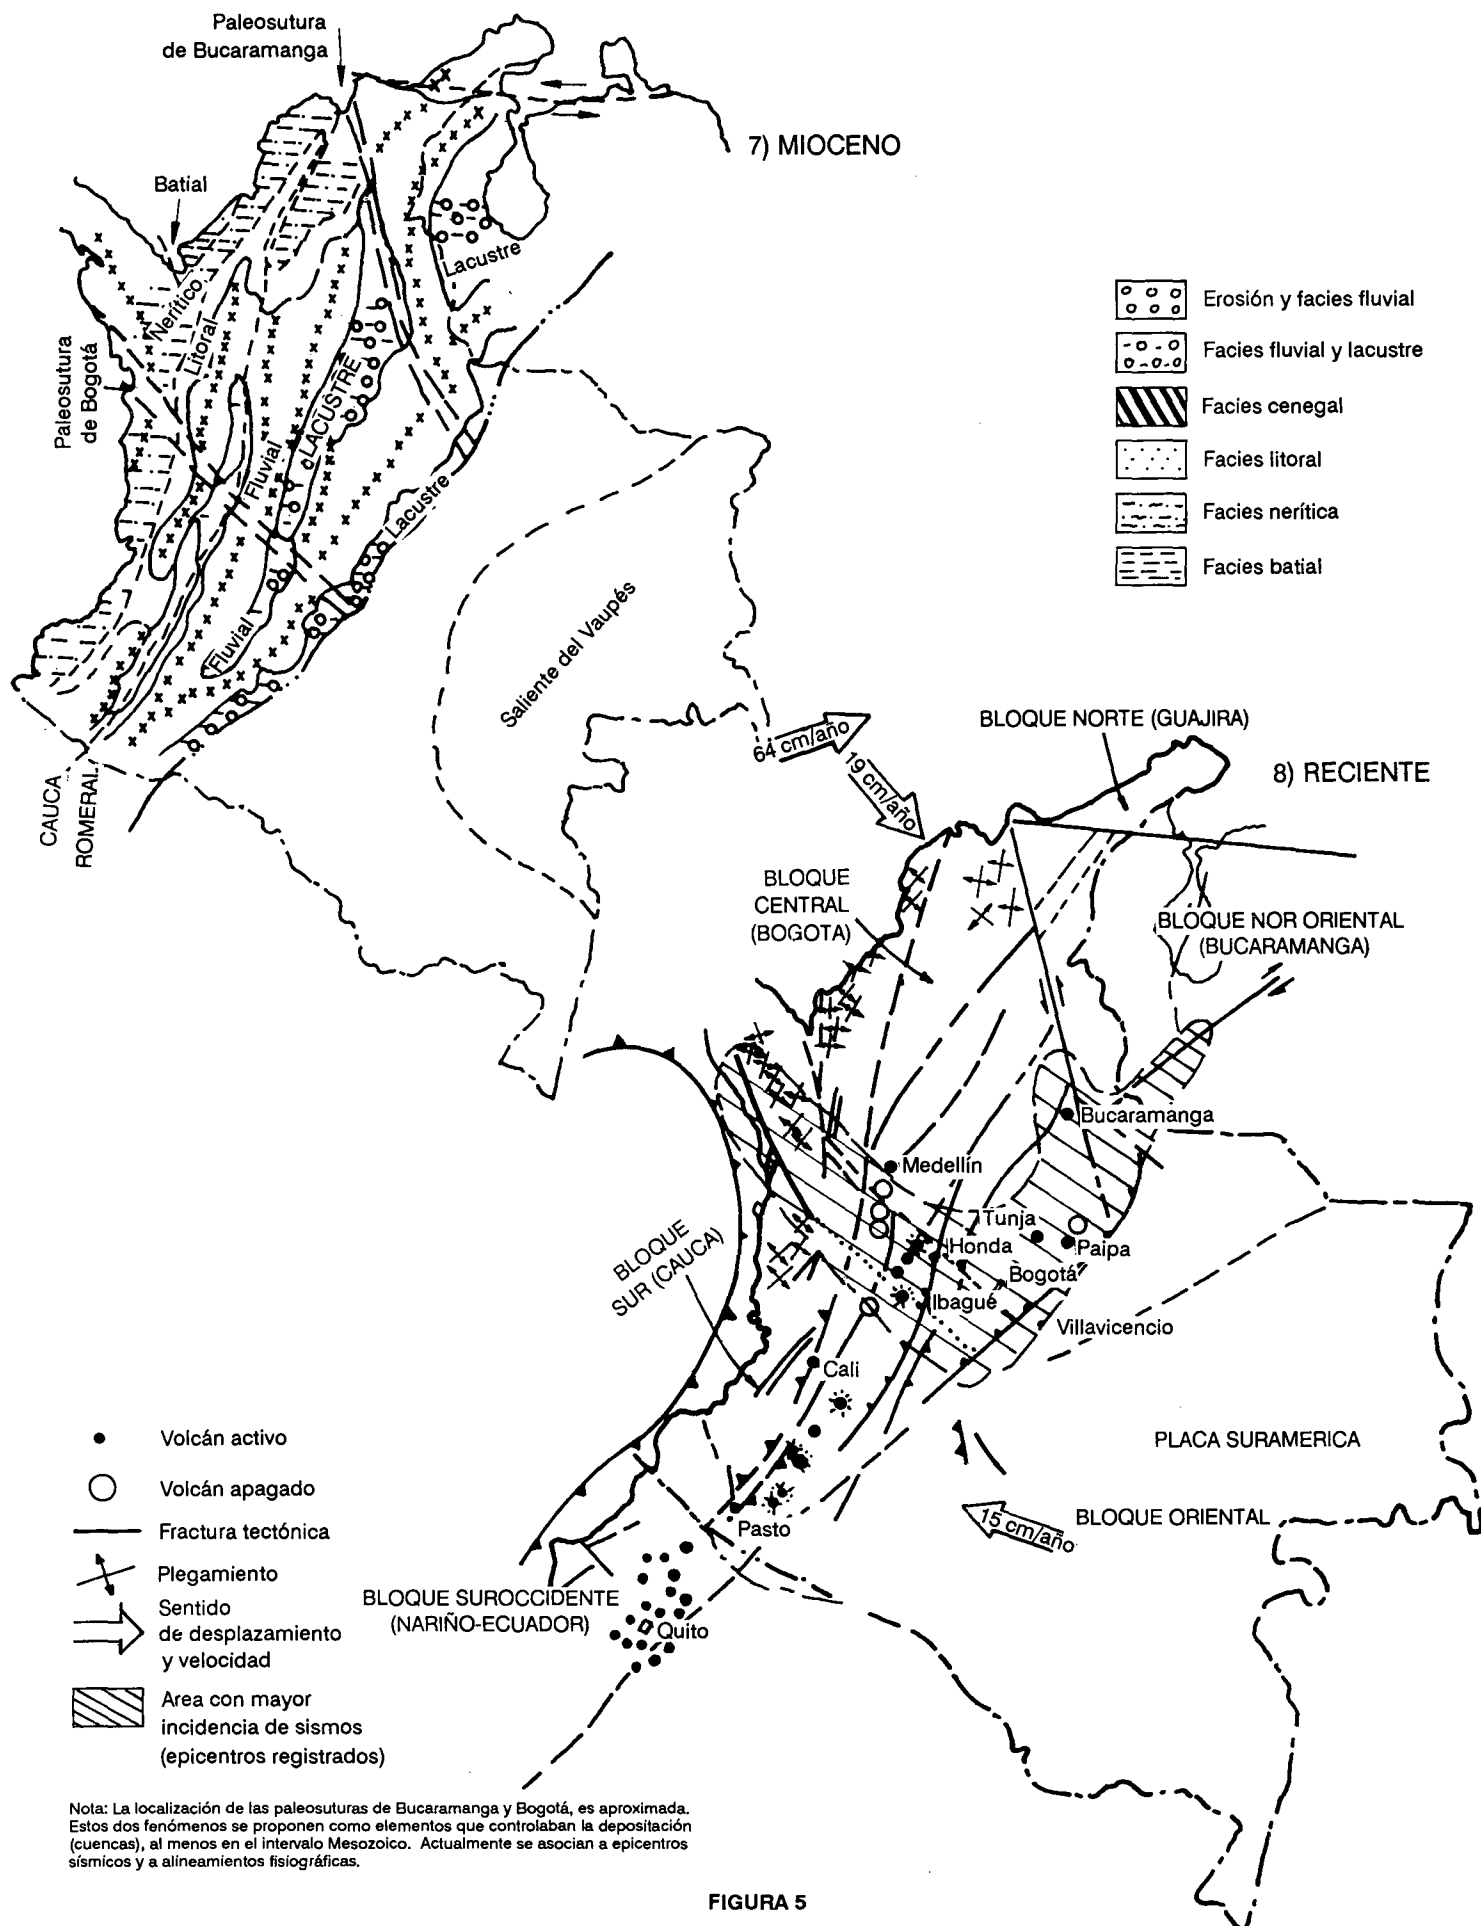 Paleosutura
de Bucaramanga
7) MIOCENO
Batial
Lacustre
Nerítico
Litoral
Paleosutura
de Bogotá
LACUSTRE
Fluvial
Lacustre
Fluvial
Saliente del Vaupés
CAUCA
ROMERAL
Erosión y facies fluvial
Facies fluvial y lacustre
Facies cenegal
Facies litoral
Facies nerítica
Facies batial
64 cm/año
19 cm/año
BLOQUE NORTE (GUAJIRA)
8) RECIENTE
BLOQUE
CENTRAL
(BOGOTA)
BLOQUE NOR ORIENTAL
(BUCARAMANGA)
Bucaramanga
Medellín
Tunja
Honda
Paipa
Bogotá
Ibagué
Villavicencio
BLOQUE
SUR (CAUCA)
Cali
PLACA SURAMERICA
BLOQUE ORIENTAL
15 cm/año
Pasto
BLOQUE SUROCCIDENTE
(NARIÑO-ECUADOR)
Quito
Volcán activo
Volcán apagado
Fractura tectónica
Plegamiento
Sentido
de desplazamiento
y velocidad
Area con mayor
incidencia de sismos
(epicentros registrados)
Nota: La localización de las paleosuturas de Bucaramanga y Bogotá, es aproximada.
Estos dos fenómenos se proponen como elementos que controlaban la depositación
(cuencas), al menos en el intervalo Mesozoico. Actualmente se asocian a epicentros
sísmicos y a alineamientos fisiográficas.
FIGURA 5